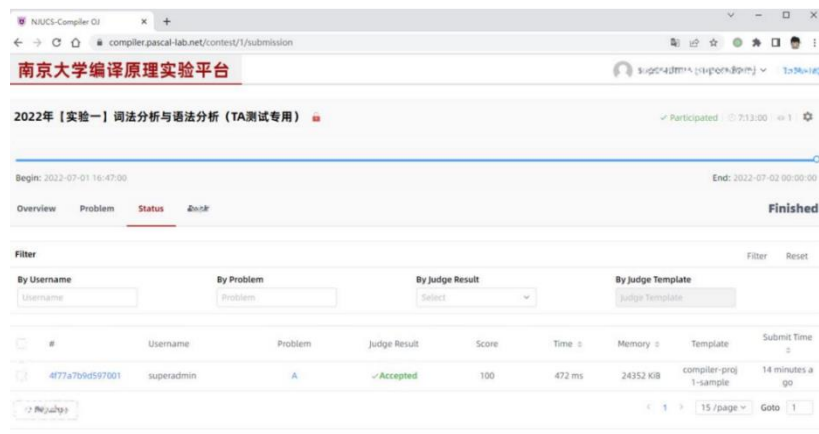 NJUCS-Compiler OJ
compiler.pascal-lab.net/contest/1/submission
南京大学编译原理实验平台
2022年【实验一】词法分析与语法分析（TA测试专用）
Participated 7:13:00 1
Begin: 2022-07-01 16:47:00 End: 2022-07-02 00:00:00
Overview Problem Status Finished
Filter Filter Reset
By Username By Problem By Judge Result By Judge Template
Username Problem Select Judge Template
# Username Problem Judge Result Score Time Memory Template Submit Time
4f77a7b9d597001 superadmin A Accepted 100 472 ms 24352 KiB compiler-proj 14 minutes a
1-sample go
1 15 /page Goto 1